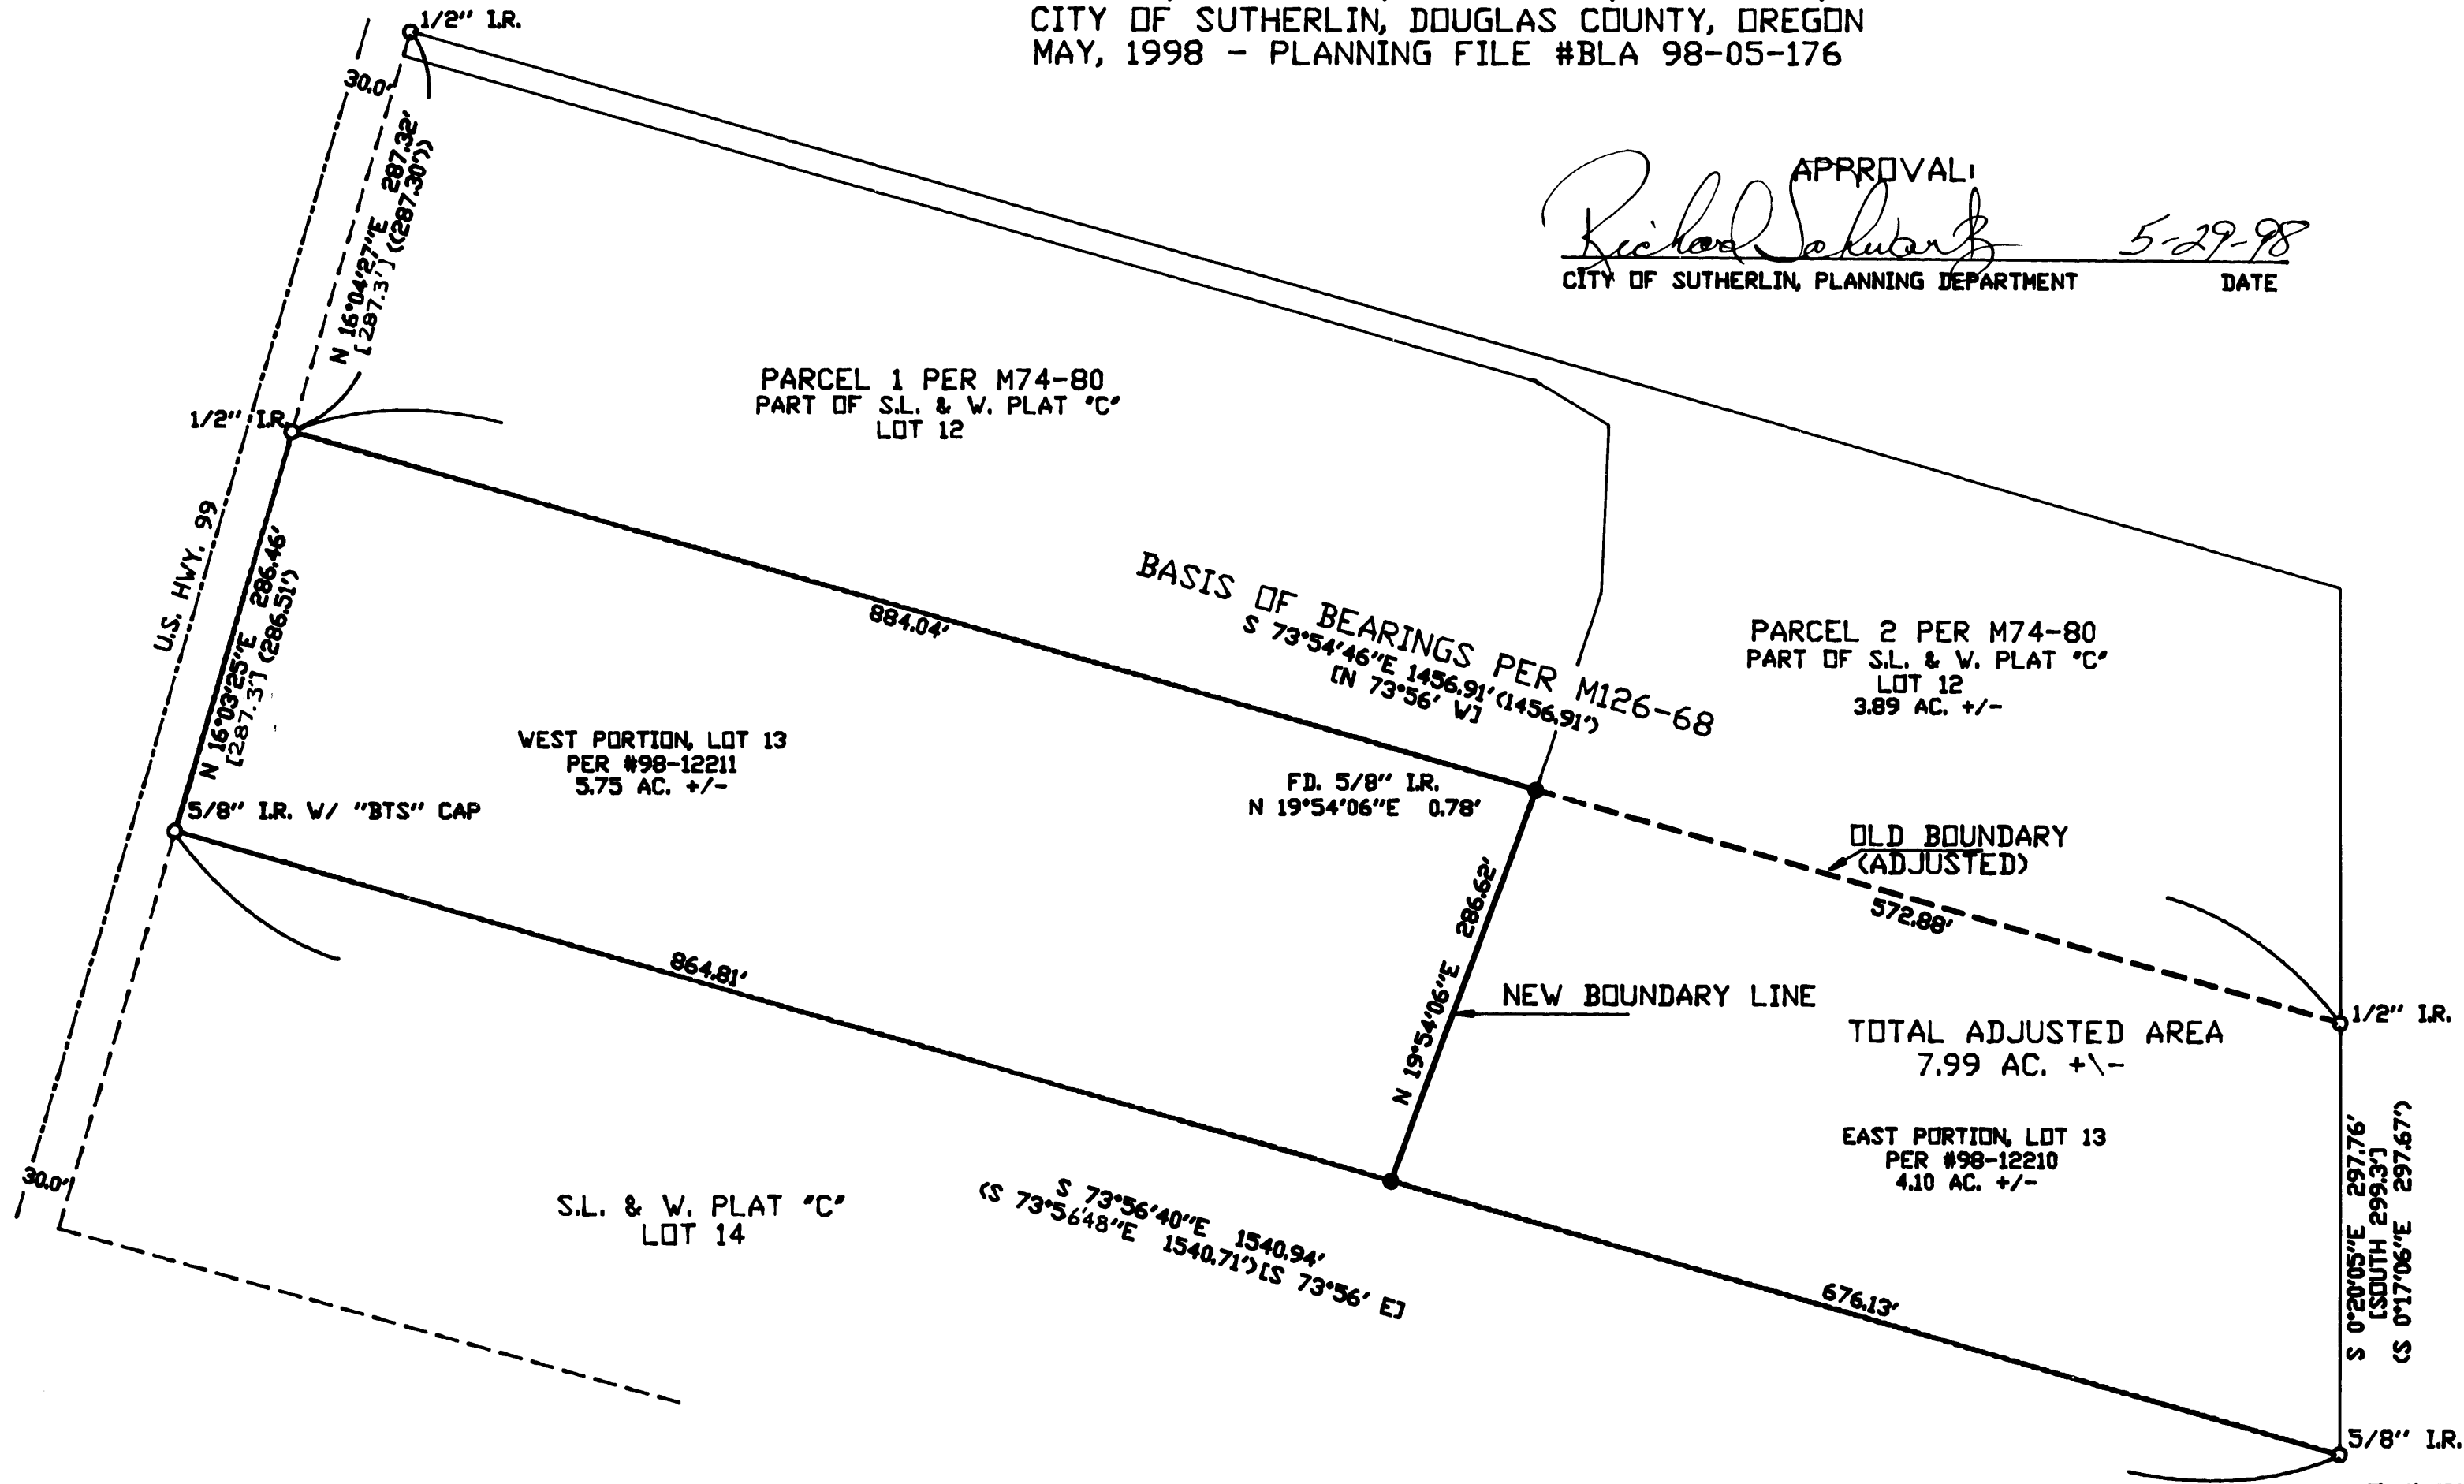 CITY OF SUTHERLIN, DOUGLAS COUNTY, OREGON
MAY, 1998 - PLANNING FILE #BLA 98-05-176
1/2" I.R.
30.0'
N 16°04'27"E 287.32'
[287.3'] ((287.30'))
APPROVAL:
Richard Schwartz 5-29-98
CITY OF SUTHERLIN, PLANNING DEPARTMENT DATE
PARCEL 1 PER M74-80
PART OF S.L. & W. PLAT "C"
LOT 12
1/2" I.R.
U.S. HWY. 99
N 16°03'25"E 286.46'
[287.3'] (286.51')
884.04'
BASIS OF BEARINGS PER M126-68
S 73°54'46"E 1456.91' (1456.91')
[N 73°56' W]
PARCEL 2 PER M74-80
PART OF S.L. & W. PLAT "C"
LOT 12
3.89 AC. +/-
WEST PORTION, LOT 13
PER #98-12211
5.75 AC. +/-
FD. 5/8" I.R.
N 19°54'06"E 0.78'
5/8" I.R. W/ "BTS" CAP
OLD BOUNDARY
(ADJUSTED)
572.88'
864.81'
N 19°54'06"E 286.62'
NEW BOUNDARY LINE
1/2" I.R.
TOTAL ADJUSTED AREA
7.99 AC. +\-
EAST PORTION, LOT 13
PER #98-12210
4.10 AC. +/-
S 0°20'05"E 297.76'
[SOUTH 299.3']
(S 0°17'06"E 297.67')
30.0'
S.L. & W. PLAT "C"
LOT 14
S 73°56'40"E 1540.94'
(S 73°56'48"E 1540.71')[S 73°56' E]
676.13'
5/8" I.R.